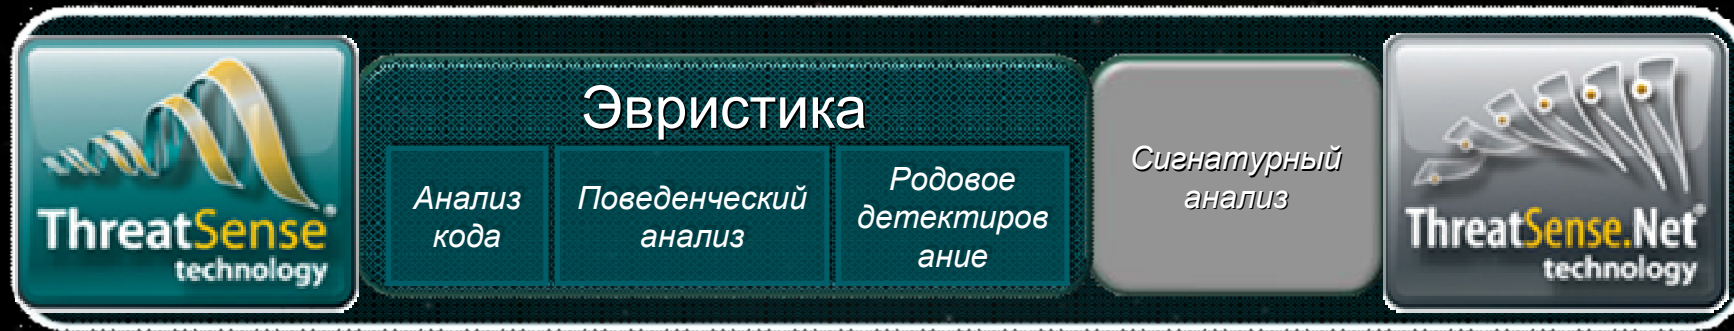 ThreatSense®
technology
Эвристика
Анализ
кода
Поведенческий
анализ
Родовое
детектиров
ание
Сигнатурный
анализ
ThreatSense.Net®
technology